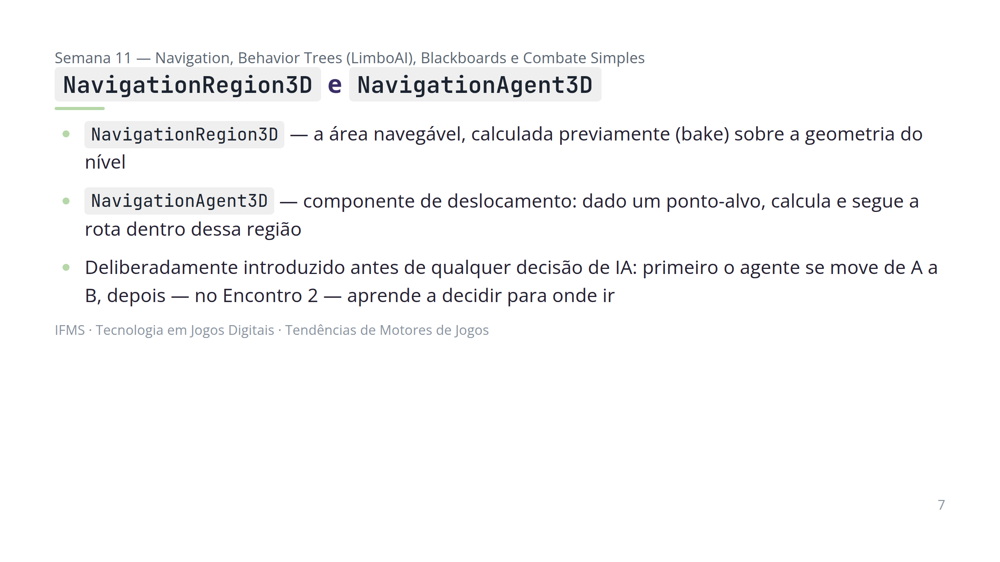 Semana 11 — Navigation, Behavior Trees (LimboAI), Blackboards e Combate Simples
NavigationRegion3D e NavigationAgent3D
NavigationRegion3D — a área navegável, calculada previamente (bake) sobre a geometria do
nível
NavigationAgent3D — componente de deslocamento: dado um ponto-alvo, calcula e segue a
rota dentro dessa região
Deliberadamente introduzido antes de qualquer decisão de IA: primeiro o agente se move de A a
B, depois — no Encontro 2 — aprende a decidir para onde ir
IFMS · Tecnologia em Jogos Digitais · Tendências de Motores de Jogos
7